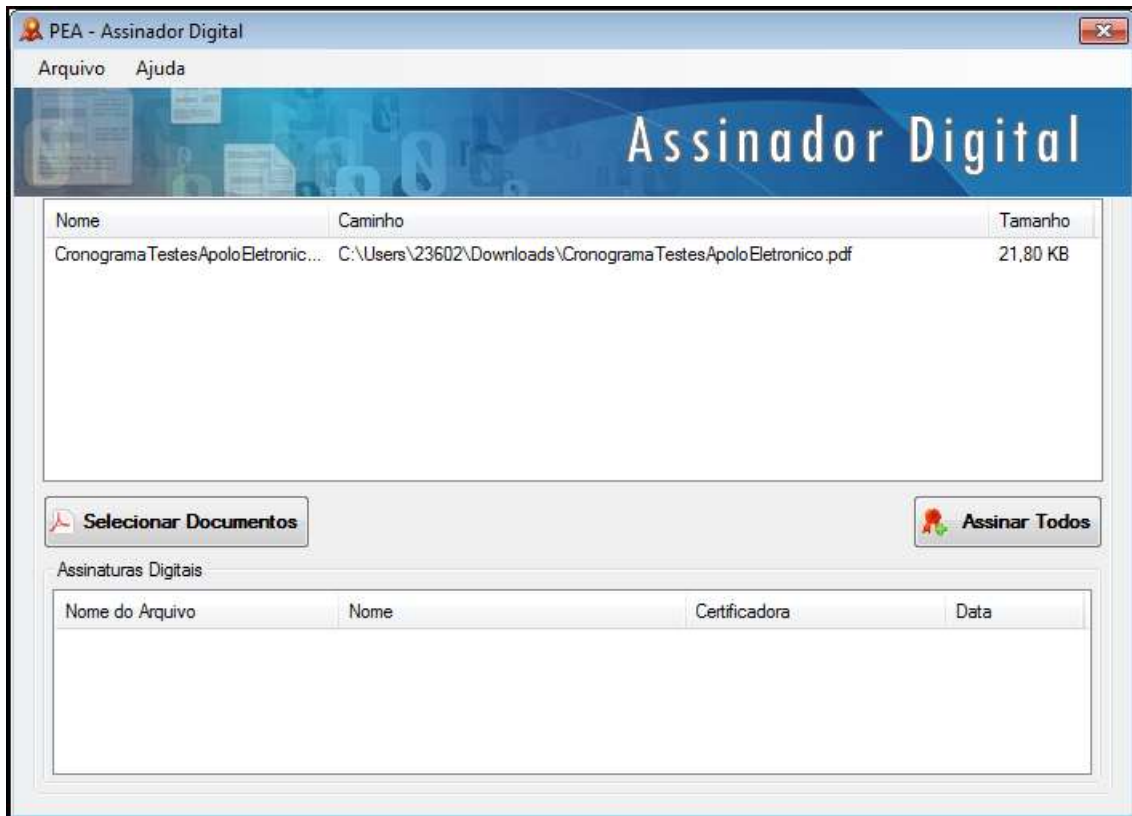 PEA - Assinador Digital
Arquivo Ajuda
Assinador Digital
Nome Caminho Tamanho
CronogramaTestesApoloEletronic... C:\Users\23602\Downloads\CronogramaTestesApoloEletronico.pdf 21,80 KB
Selecionar Documentos Assinar Todos
Assinaturas Digitais
Nome do Arquivo Nome Certificadora Data